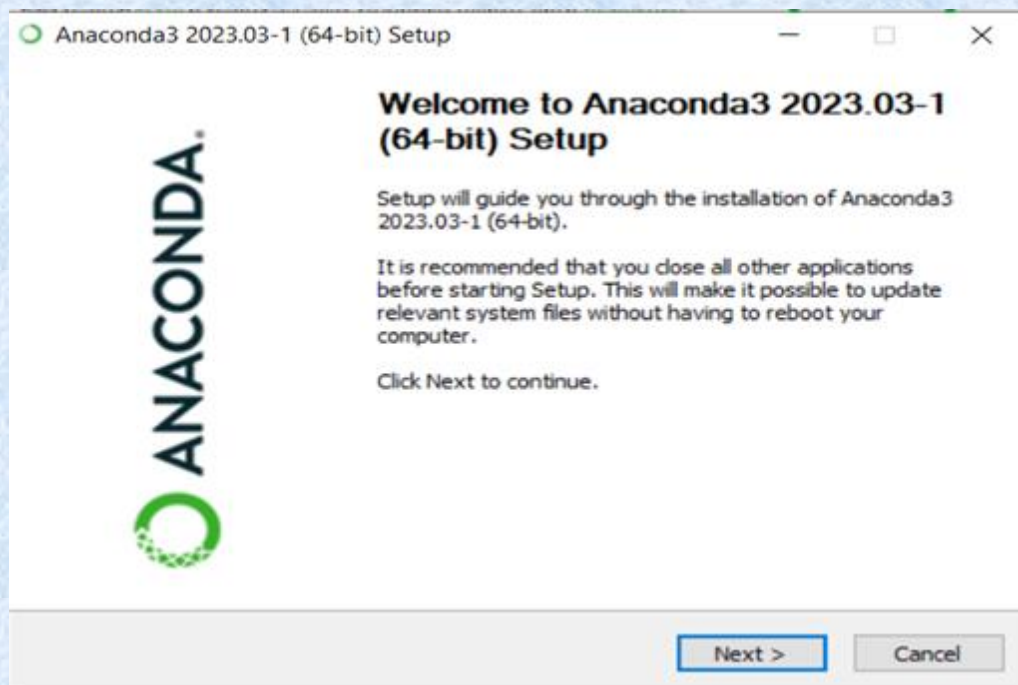 Anaconda3 2023.03-1 (64-bit) Setup
Welcome to Anaconda3 2023.03-1
(64-bit) Setup
Setup will guide you through the installation of Anaconda3
2023.03-1 (64-bit).
It is recommended that you close all other applications
before starting Setup. This will make it possible to update
relevant system files without having to reboot your
computer.
Click Next to continue.
ANACONDA.
Next >
Cancel